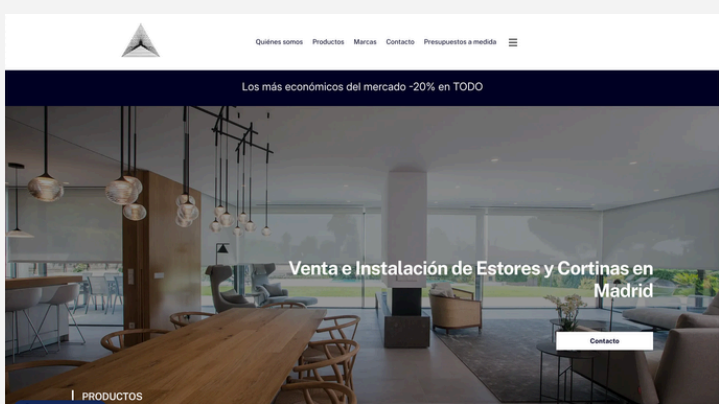 Quiénes somos Productos Marcas Contacto Presupuestos a medida
Los más económicos del mercado -20% en TODO
Venta e Instalación de Estores y Cortinas en
Madrid
Contacto
PRODUCTOS